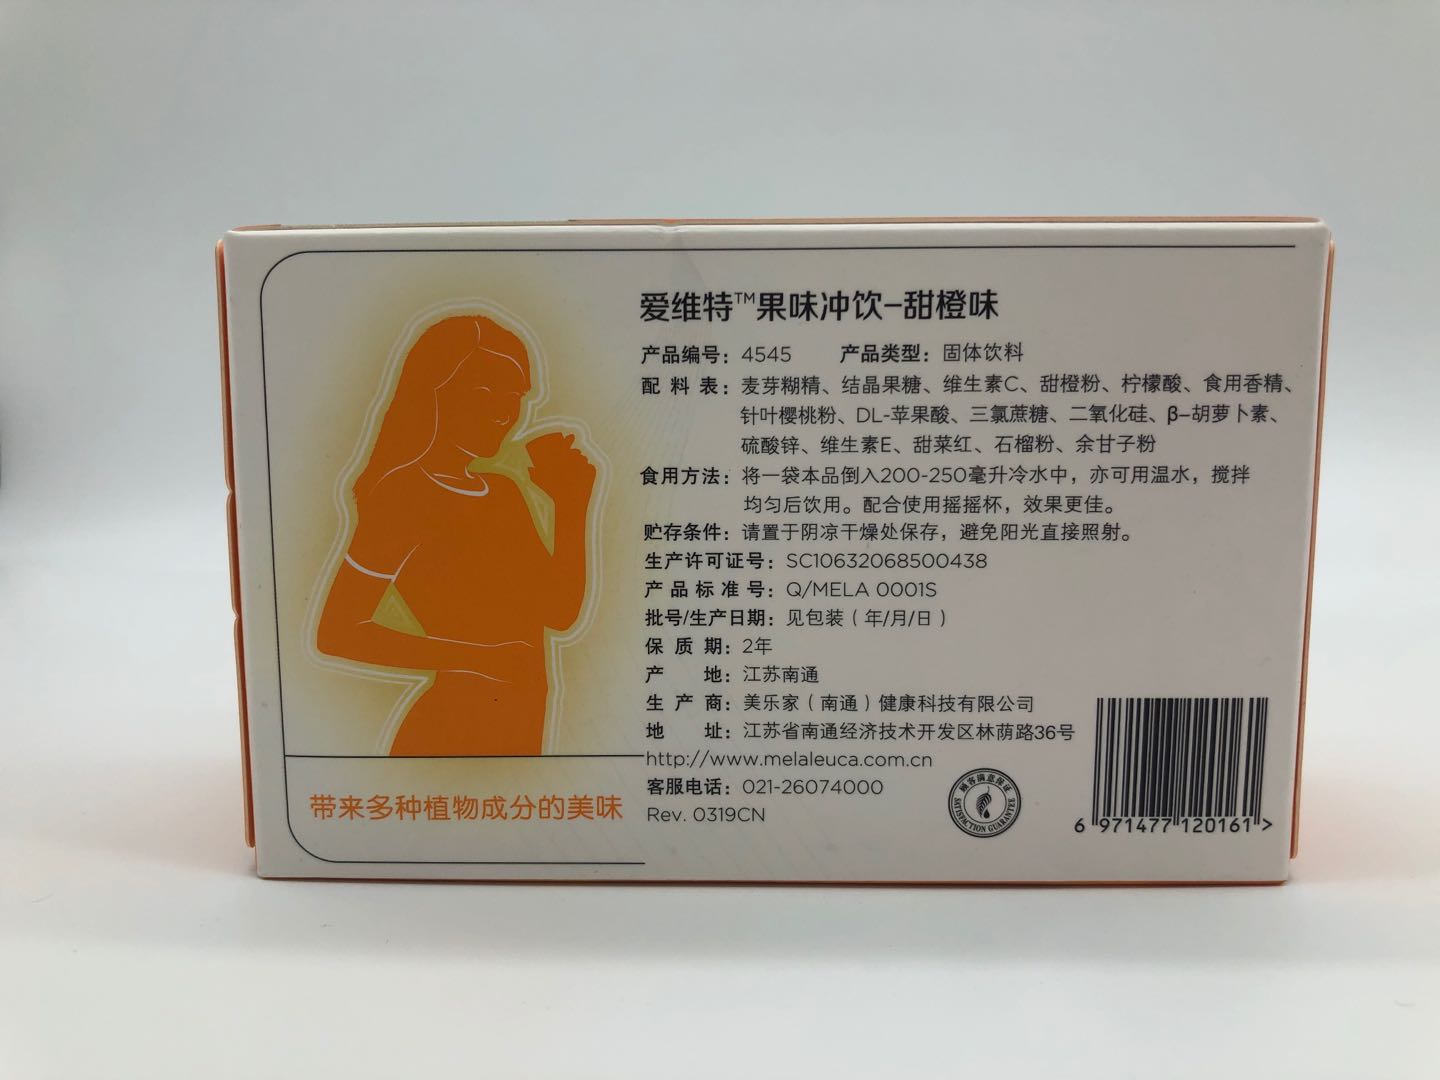 爱维特™果味冲饮-甜橙味
产品编号：4545 产品类型：固体饮料
配料表：麦芽糊精、结晶果糖、维生素C、甜橙粉、柠檬酸、食用香精、
针叶樱桃粉、DL-苹果酸、三氯蔗糖、二氧化硅、β-胡萝卜素、
硫酸锌、维生素E、甜菜红、石榴粉、余甘子粉
食用方法：将一袋本品倒入200-250毫升冷水中，亦可用温水，搅拌
均匀后饮用。配合使用摇摇杯，效果更佳。
贮存条件：请置于阴凉干燥处保存，避免阳光直接照射。
生产许可证号：SC10632068500438
产品标准号：Q/MELA 0001S
批号/生产日期：见包装（年/月/日）
保质期：2年
产地：江苏南通
生产商：美乐家（南通）健康科技有限公司
地址：江苏省南通经济技术开发区林荫路36号
http://www.melaleuca.com.cn
客服电话：021-26074000
Rev. 0319CN
带来多种植物成分的美味
顾客满意保证
SATISFACTION GUARANTEE
6 971477 120161 >